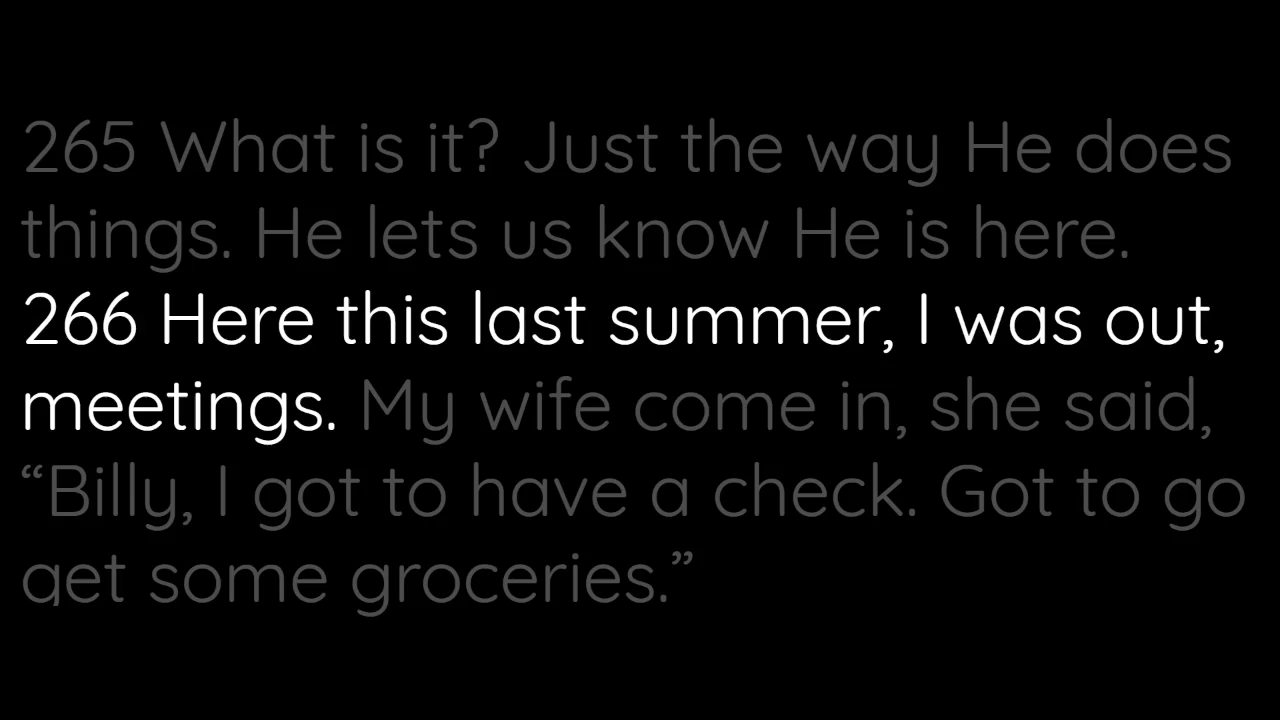 265 What is it? Just the way He does
things. He lets us know He is here.
266 Here this last summer, I was out,
meetings. My wife come in, she said,
“Billy, I got to have a check. Got to go
get some groceries.”